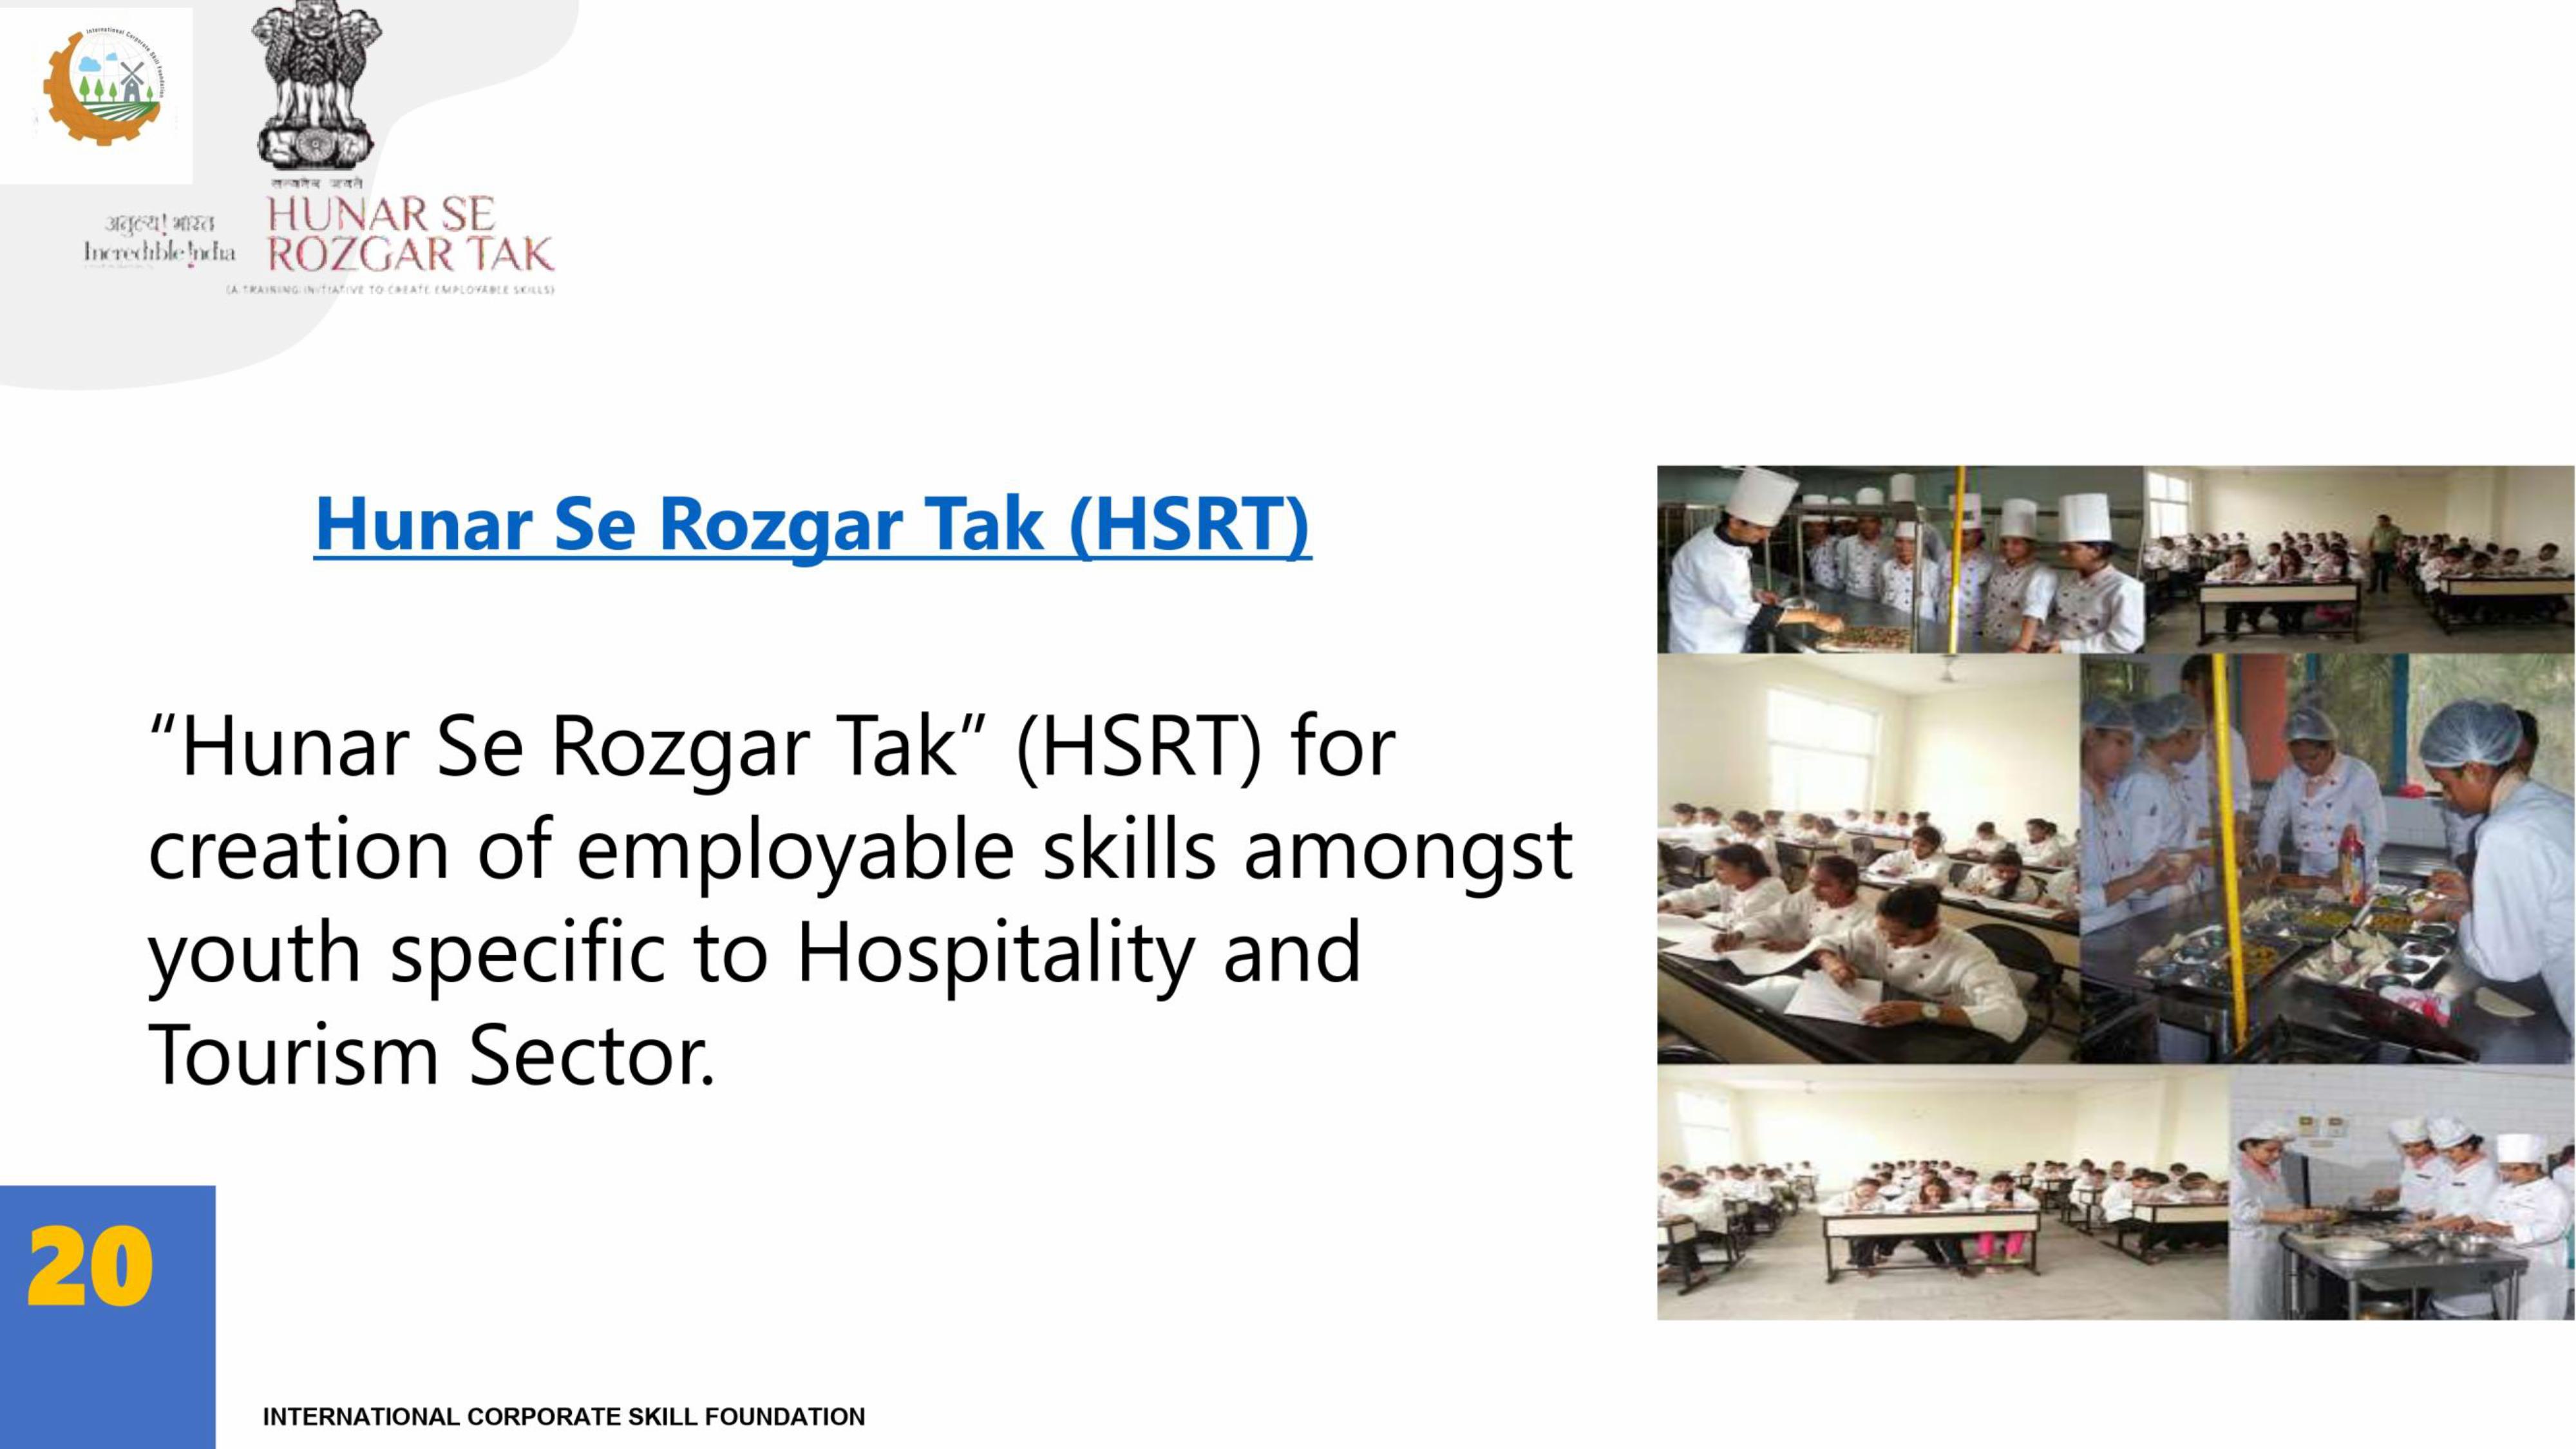 International Corporate Skill Foundation
सत्यमेव जयते
अतुल्य! भारत
Incredible!ndia
HUNAR SE
ROZGAR TAK
(A TRAINING INITIATIVE TO CREATE EMPLOYABLE SKILLS)
Hunar Se Rozgar Tak (HSRT)
“Hunar Se Rozgar Tak” (HSRT) for
creation of employable skills amongst
youth specific to Hospitality and
Tourism Sector.
20
INTERNATIONAL CORPORATE SKILL FOUNDATION